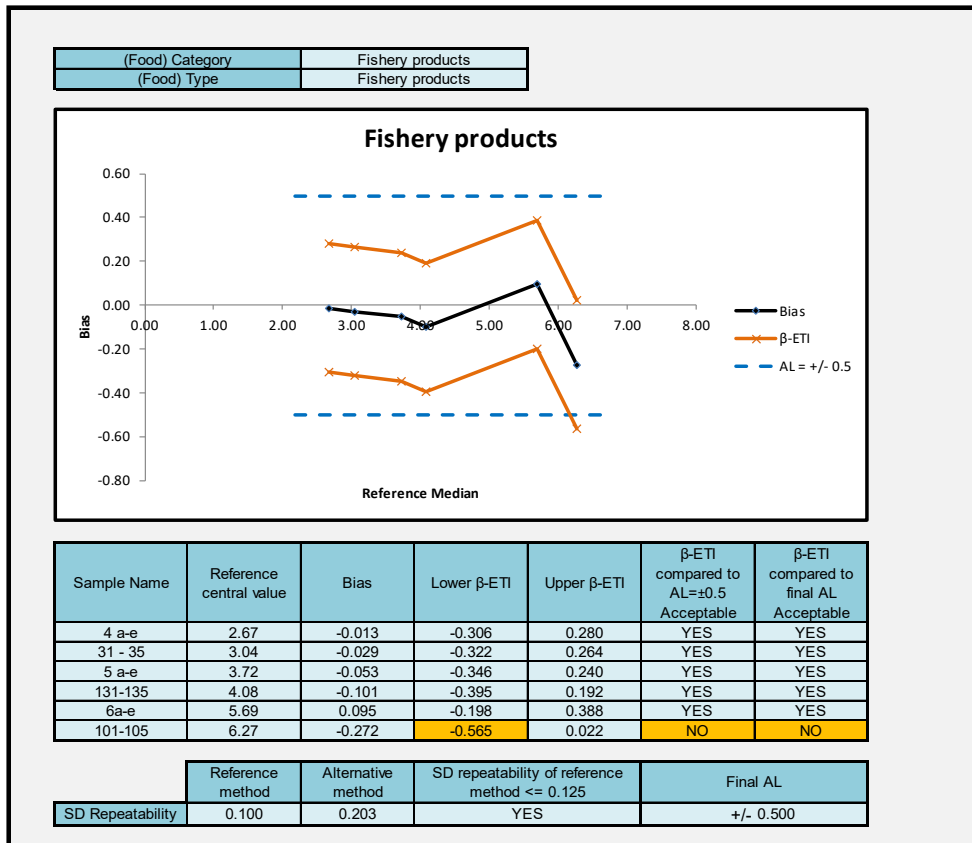 (Food) Category Fishery products
(Food) Type Fishery products
Fishery products
0.60
0.40
0.20
0.00
-0.20
-0.40
-0.60
-0.80
0.00 1.00 2.00 3.00 4.00 5.00 6.00 7.00 8.00
Bias
Reference Median
Bias
β-ETI
AL = +/- 0.5
Sample Name Reference central value Bias Lower β-ETI Upper β-ETI β-ETI compared to AL=±0.5 Acceptable β-ETI compared to final AL Acceptable
4 a-e 2.67 -0.013 -0.306 0.280 YES YES
31 - 35 3.04 -0.029 -0.322 0.264 YES YES
5 a-e 3.72 -0.053 -0.346 0.240 YES YES
131-135 4.08 -0.101 -0.395 0.192 YES YES
6a-e 5.69 0.095 -0.198 0.388 YES YES
101-105 6.27 -0.272 -0.565 0.022 NO NO
Reference method Alternative method SD repeatability of reference method <= 0.125 Final AL
SD Repeatability 0.100 0.203 YES +/- 0.500